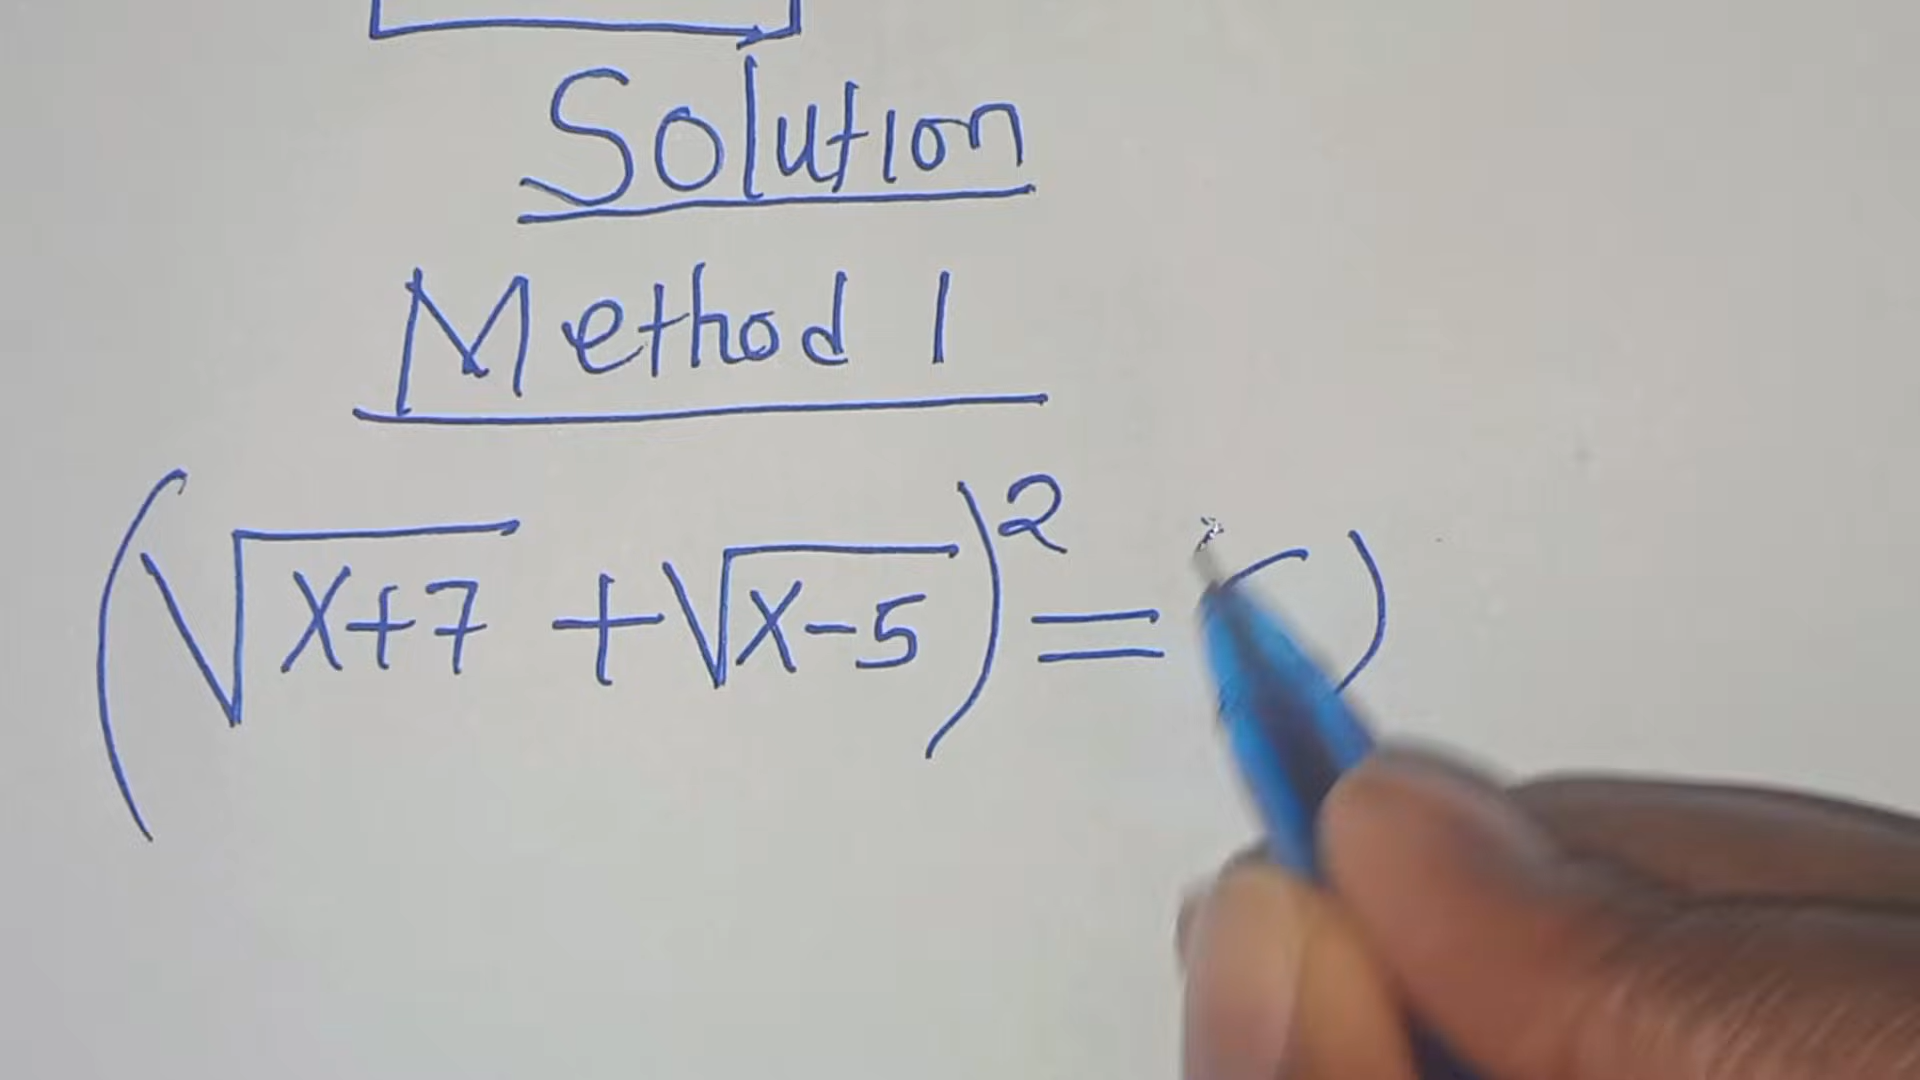 Solution
Method 1
(√x+7 + √x-5)² = ( )